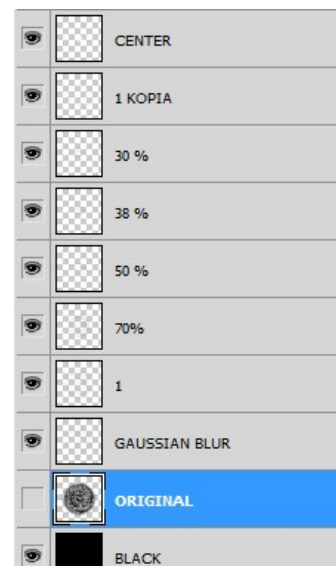 CENTER
1 KOPIA
30 %
38 %
50 %
70%
1
GAUSSIAN BLUR
ORIGINAL
BLACK